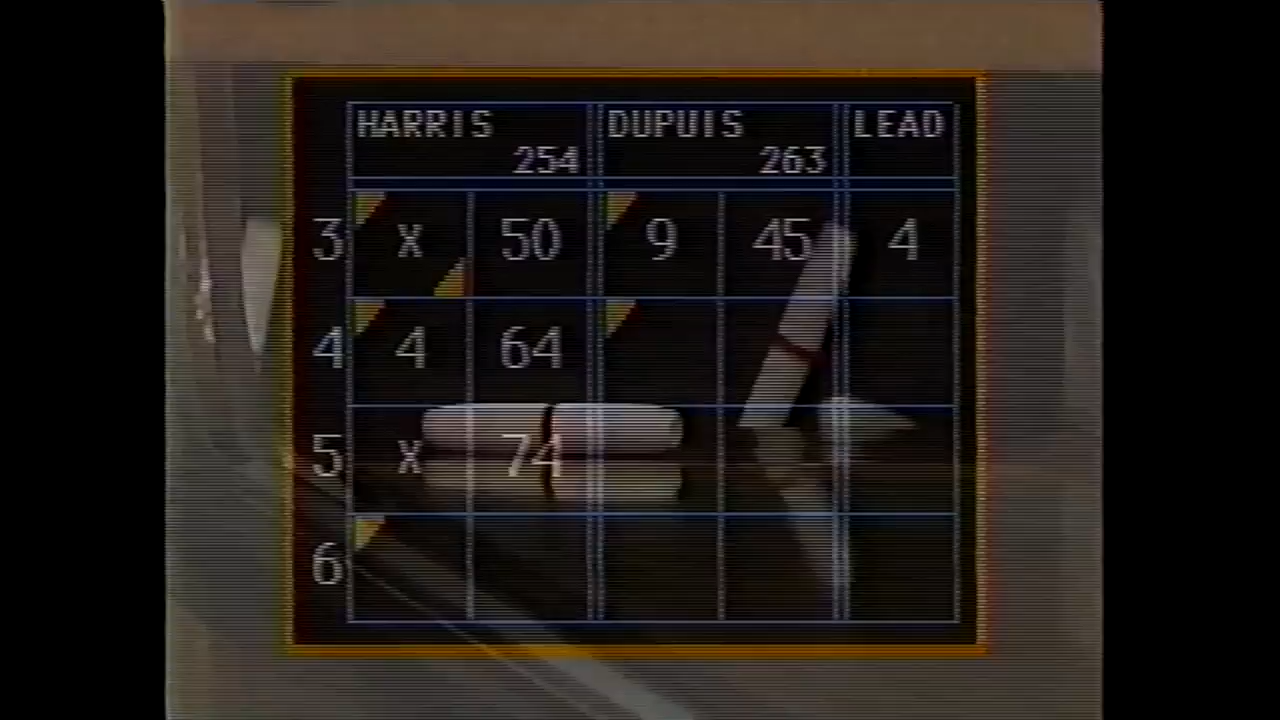 HARRIS DUPUIS LEAD
254 263
3 X 50 9 45 4
4 4 64
5 X 74
6